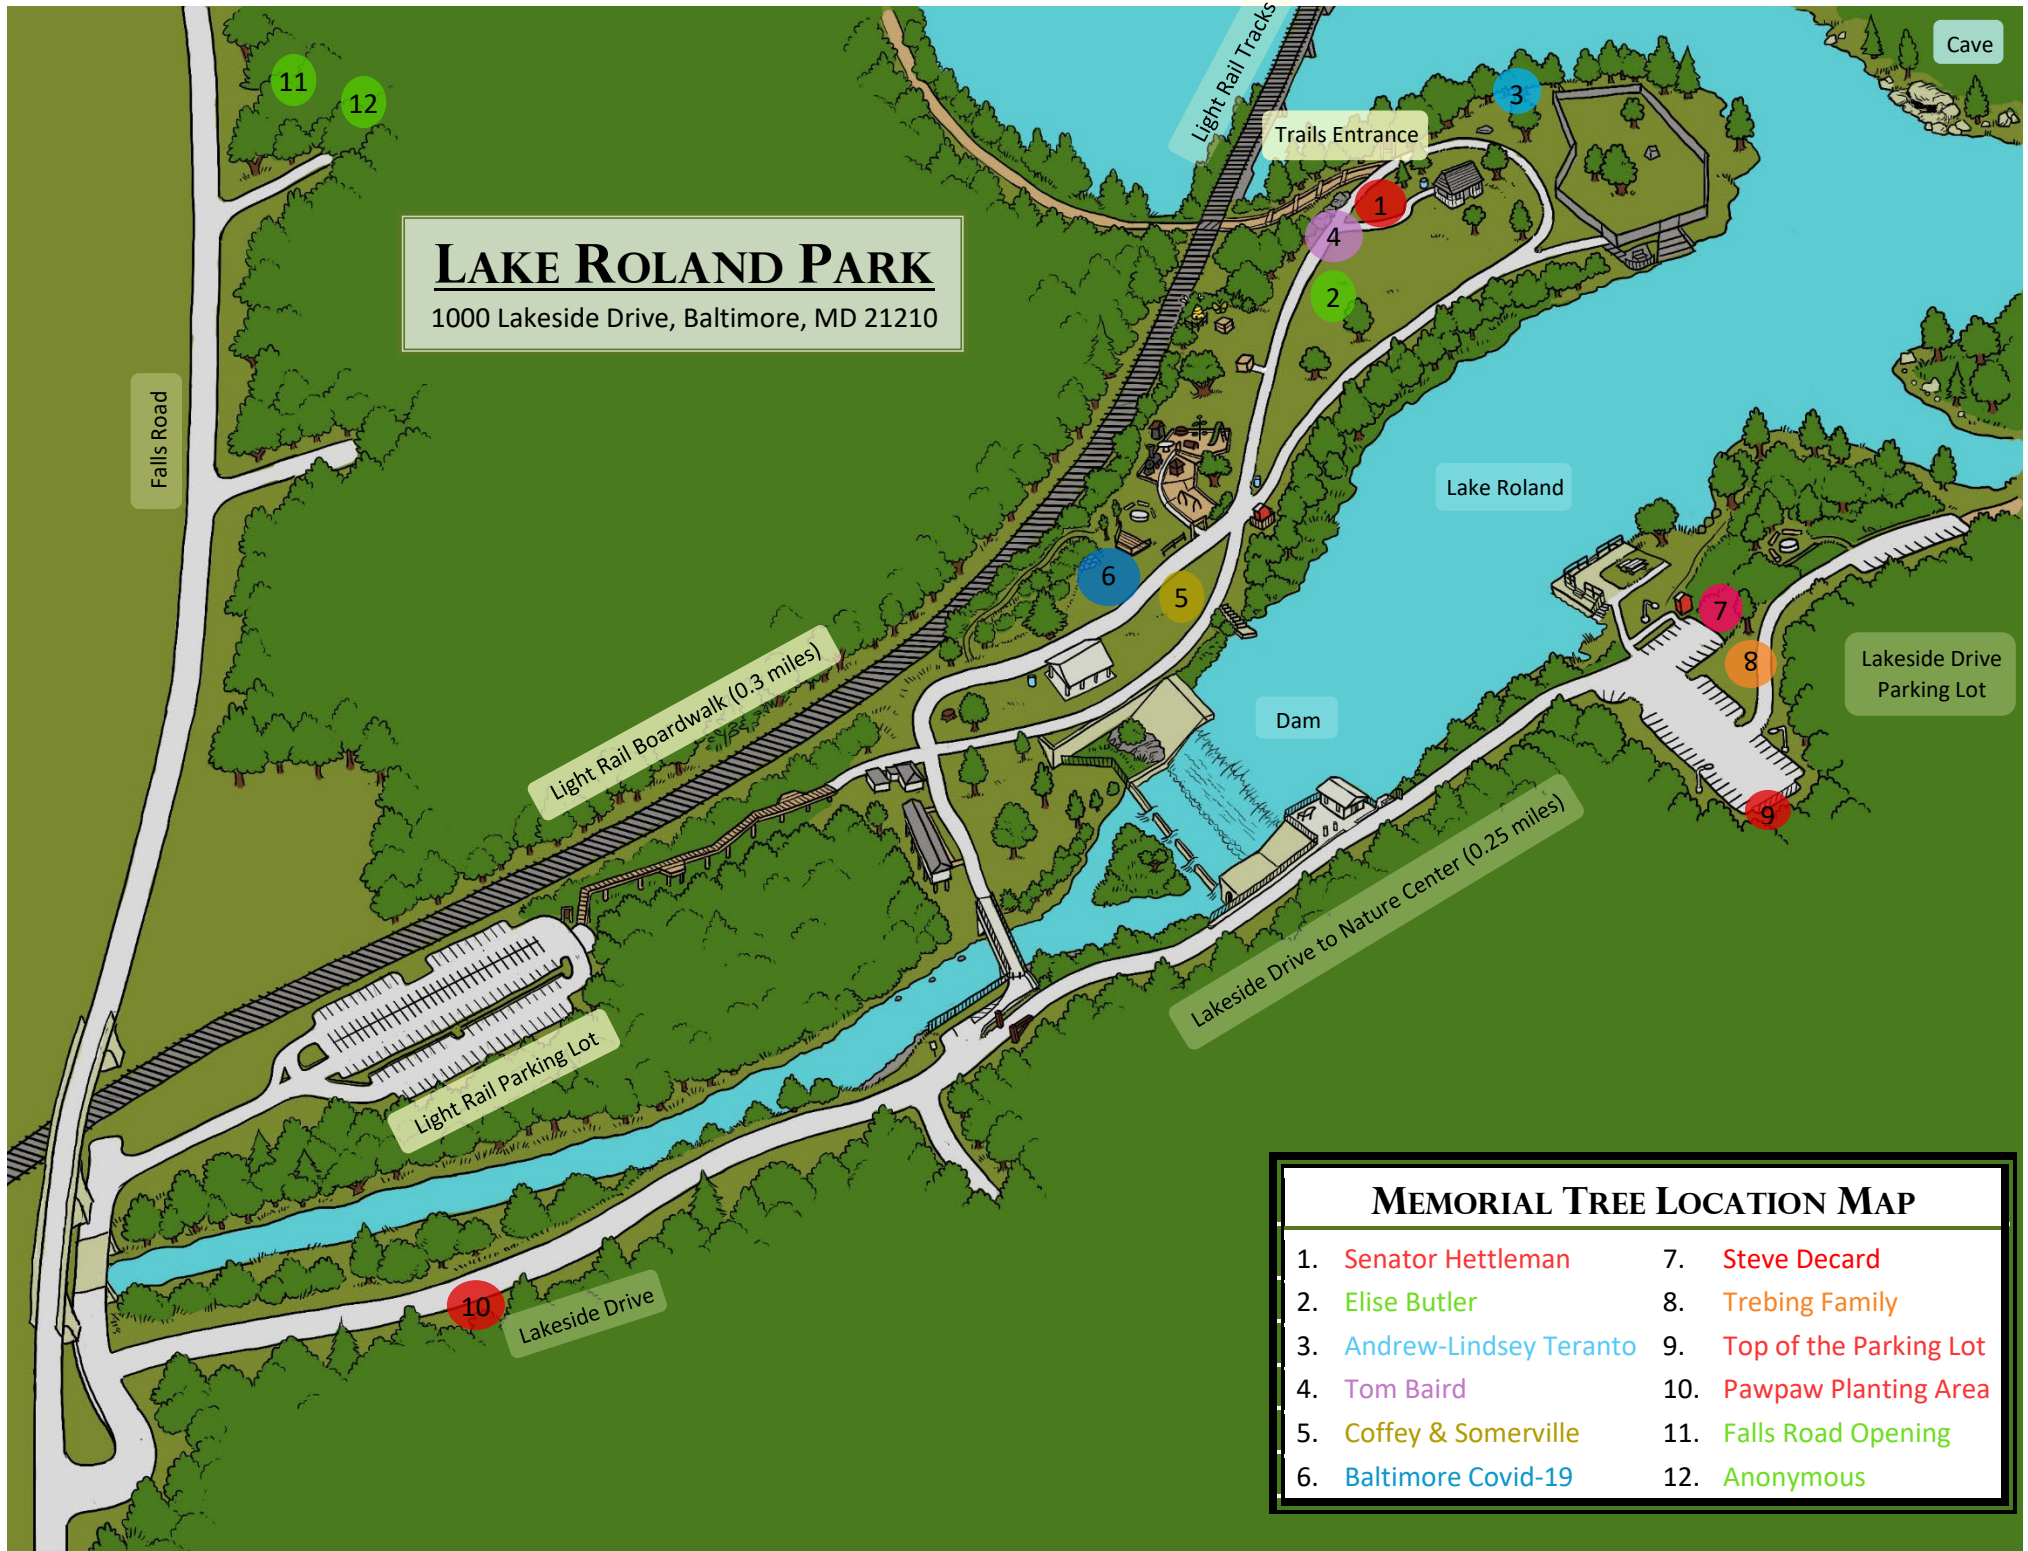 Cave
Light Rail Tracks
11
12
3
Trails Entrance
1
4
2
LAKE ROLAND PARK
1000 Lakeside Drive, Baltimore, MD 21210
Falls Road
Lake Roland
6
5
7
8
Lakeside Drive
Parking Lot
Light Rail Boardwalk (0.3 miles)
Dam
9
Lakeside Drive to Nature Center (0.25 miles)
Light Rail Parking Lot
10
Lakeside Drive
MEMORIAL TREE LOCATION MAP
1. Senator Hettleman
2. Elise Butler
3. Andrew-Lindsey Teranto
4. Tom Baird
5. Coffey & Somerville
6. Baltimore Covid-19
7. Steve Decard
8. Trebing Family
9. Top of the Parking Lot
10. Pawpaw Planting Area
11. Falls Road Opening
12. Anonymous